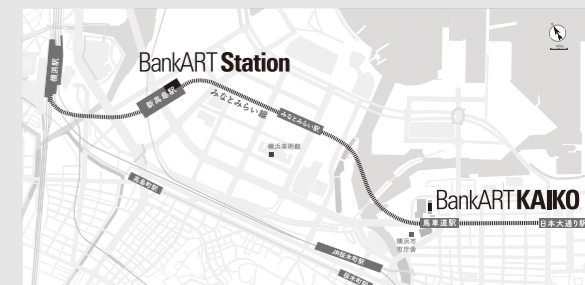 BankART Station
横浜駅
新高島駅
みなとみらい線
みなとみらい駅
横浜美術館
高島町駅
BankART KAIKO
馬車道駅
日本大通り駅
横浜市
市庁舎
JR桜木町駅
桜木町駅